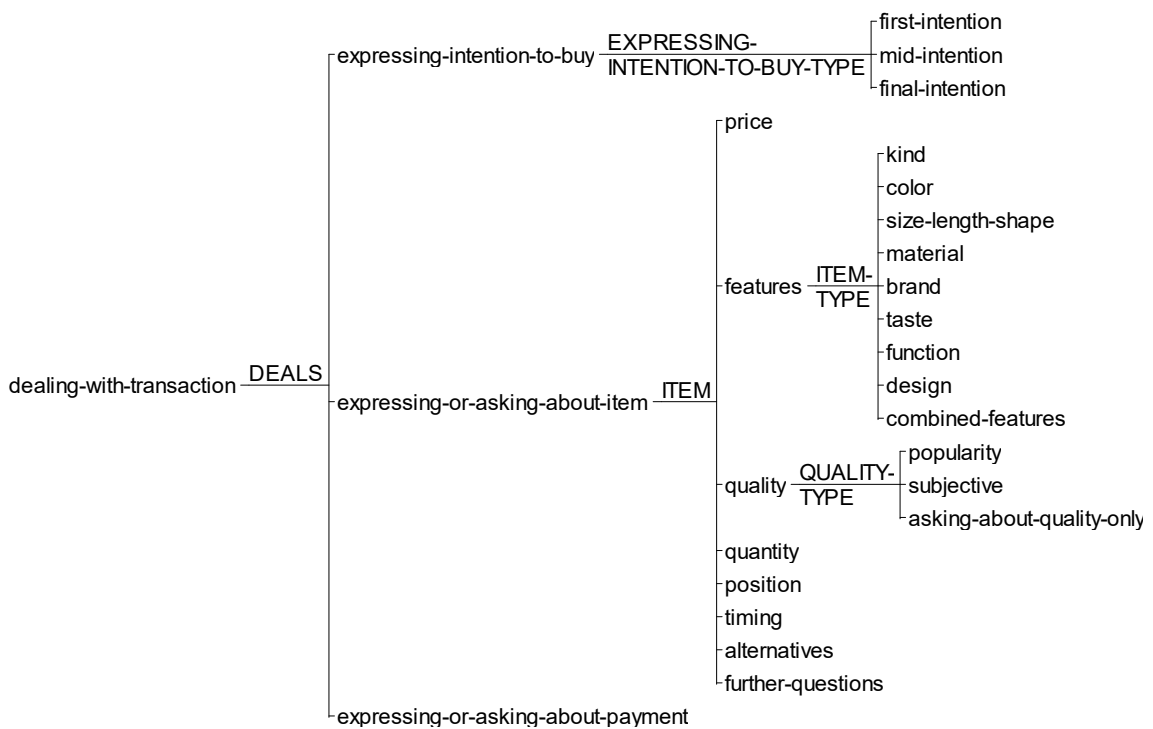 first-intention
expressing-intention-to-buy EXPRESSING-
INTENTION-TO-BUY-TYPE mid-intention
final-intention
price
kind
color
size-length-shape
material
features ITEM-
TYPE brand
taste
function
dealing-with-transaction DEALS design
expressing-or-asking-about-item ITEM
combined-features
popularity
quality QUALITY-
TYPE subjective
asking-about-quality-only
quantity
position
timing
alternatives
further-questions
expressing-or-asking-about-payment